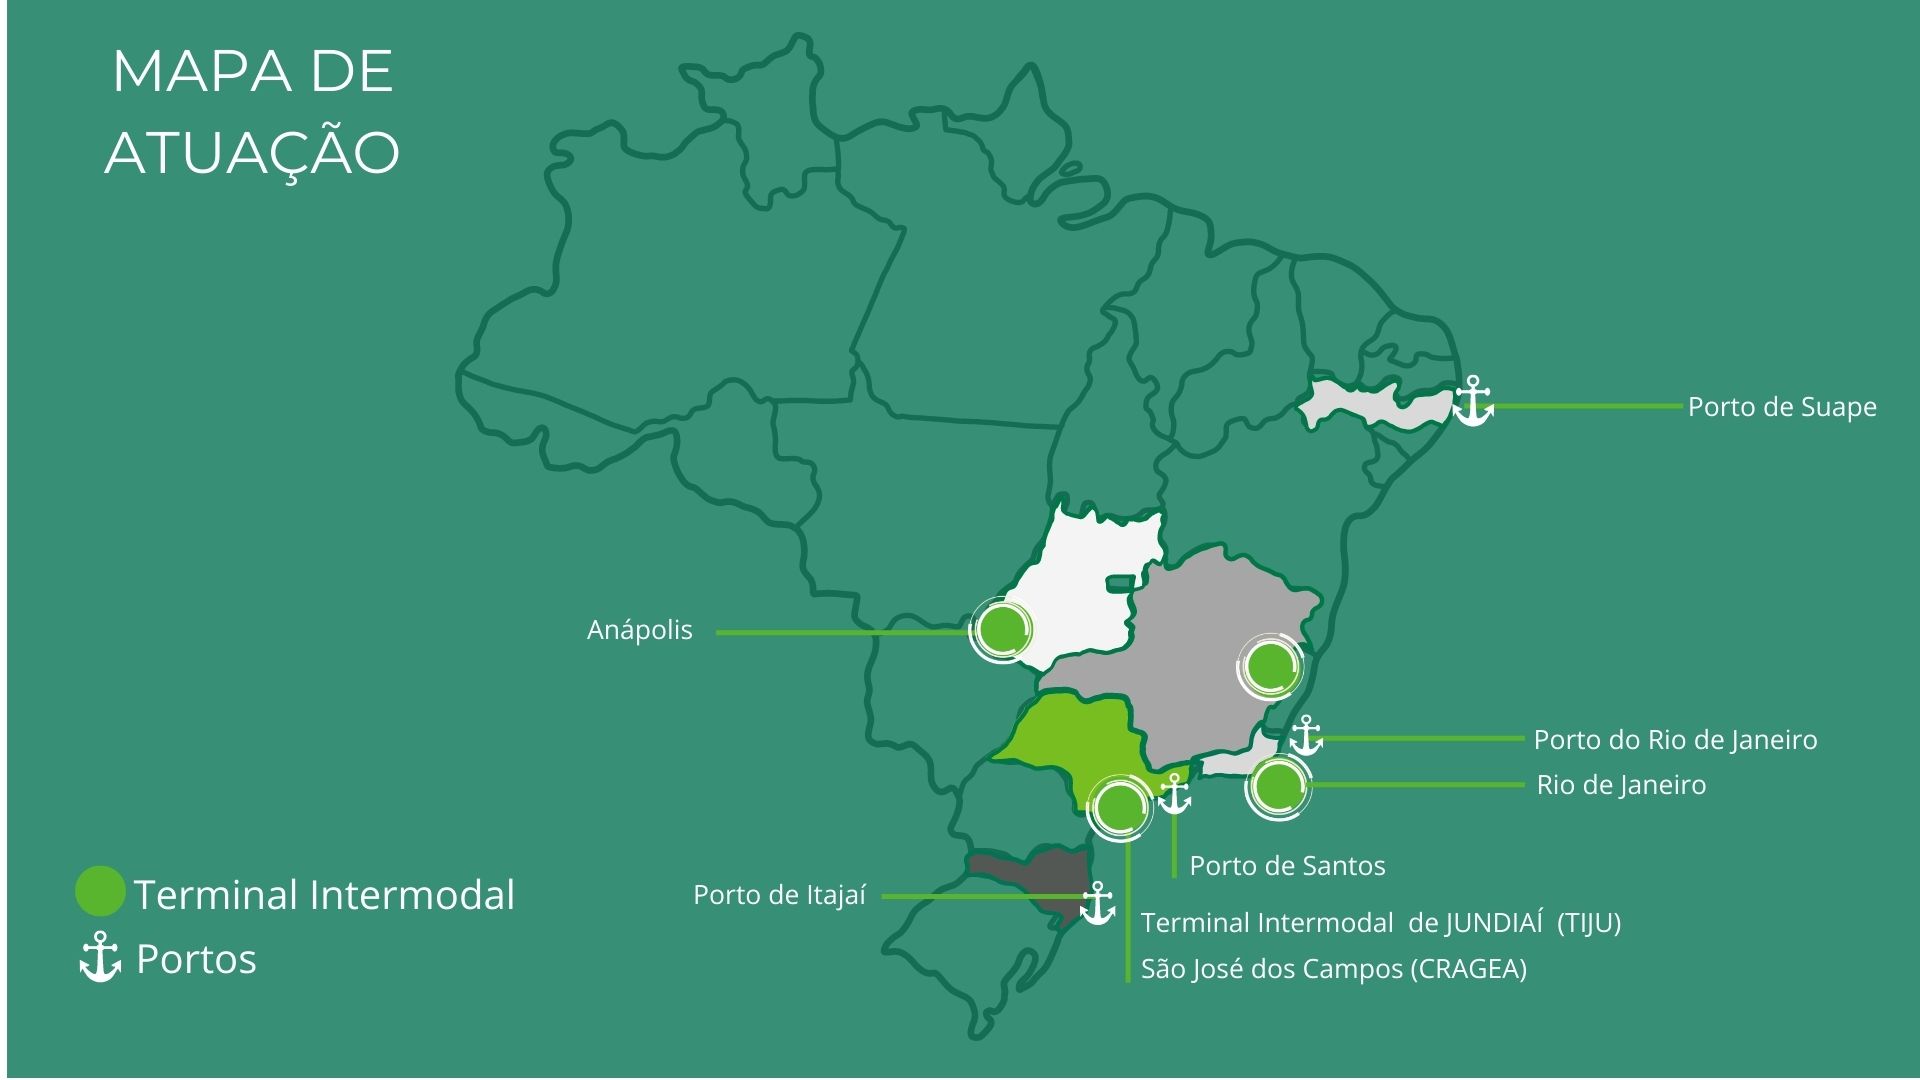 MAPA DE
ATUAÇÃO
Porto de Suape
Anápolis
Porto do Rio de Janeiro
Rio de Janeiro
Porto de Santos
Porto de Itajaí
Terminal Intermodal de JUNDIAÍ (TIJU)
São José dos Campos (CRAGEA)
Terminal Intermodal
Portos